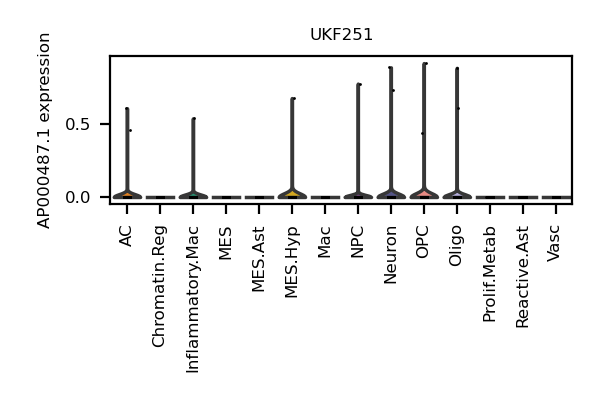 UKF251
AP000487.1 expression
0.5
0.0
AC
Chromatin.Reg
Inflammatory.Mac
MES
MES.Ast
MES.Hyp
Mac
NPC
Neuron
OPC
Oligo
Prolif.Metab
Reactive.Ast
Vasc